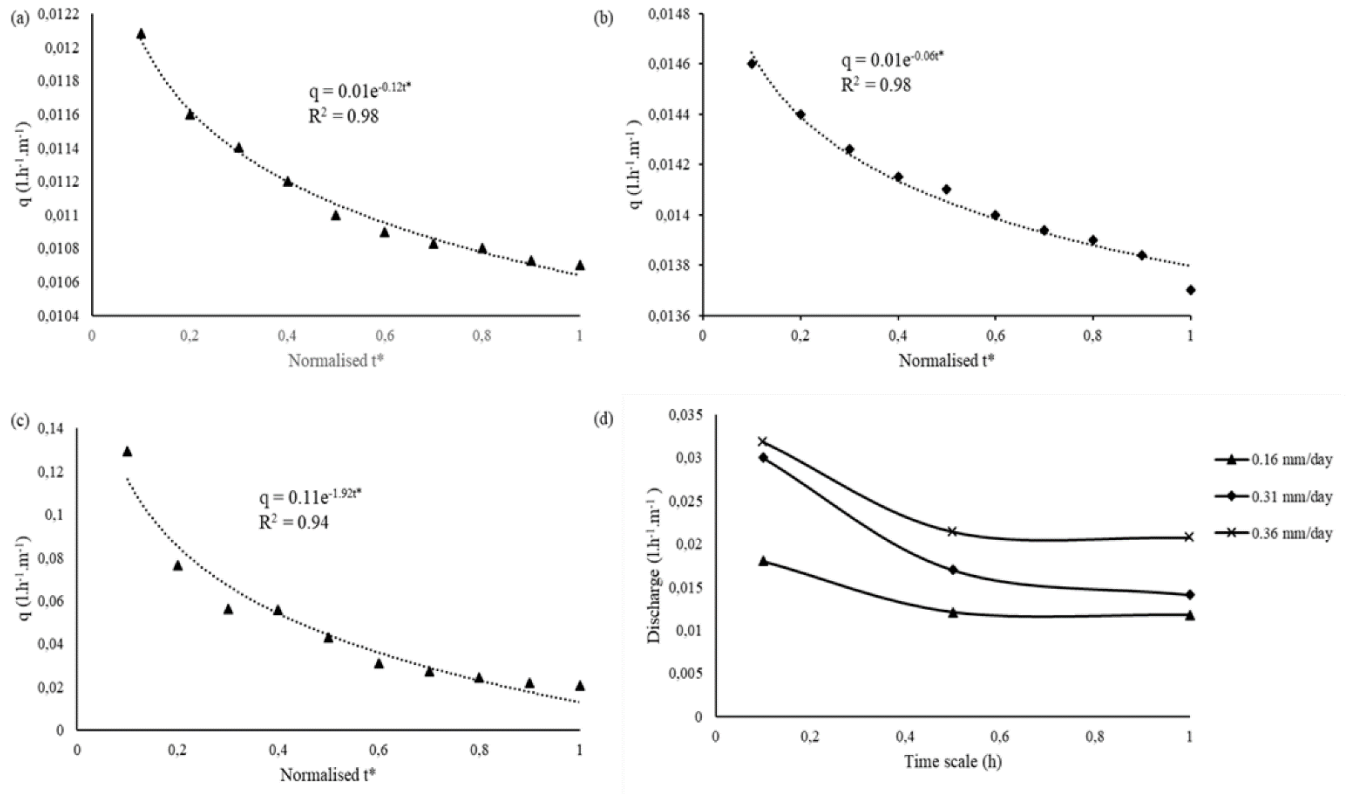 (a)
0,0122
0,012
0,0118
0,0116
0,0114
0,0112
0,011
0,0108
0,0106
0,0104
q (l.h-1.m-1)
q = 0.01e-0.12t*
R2 = 0.98
0
0,2
0,4
0,6
0,8
1
Normalised t*
(b)
0,0148
0,0146
0,0144
0,0142
0,014
0,0138
0,0136
q (l.h-1.m-1 )
q = 0.01e-0.06t*
R2 = 0.98
0
0,2
0,4
0,6
0,8
1
Normalised t*
(c)
0,14
0,12
0,1
0,08
0,06
0,04
0,02
0
q (l.h-1.m-1)
q = 0.11e-1.92t*
R2 = 0.94
0
0,2
0,4
0,6
0,8
1
Normalised t*
(d)
0,035
0,03
0,025
0,02
0,015
0,01
0,005
0
Discharge (l.h-1.m-1 )
0
0,2
0,4
0,6
0,8
1
Time scale (h)
0.16 mm/day
0.31 mm/day
0.36 mm/day